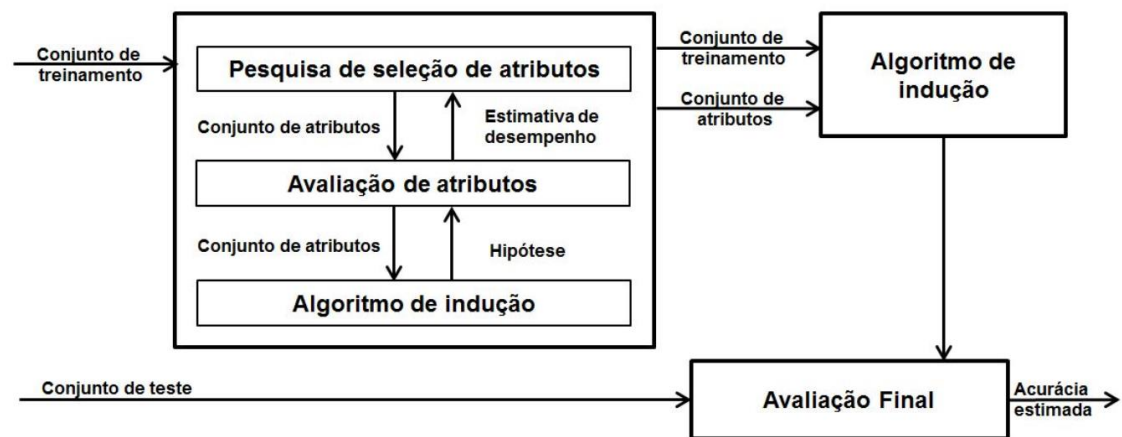 Conjunto de
treinamento
Pesquisa de seleção de atributos
Conjunto de atributos
Estimativa de
desempenho
Avaliação de atributos
Conjunto de atributos
Hipótese
Algoritmo de indução
Conjunto de
treinamento
Conjunto de
atributos
Algoritmo de
indução
Conjunto de teste
Avaliação Final
Acurácia
estimada